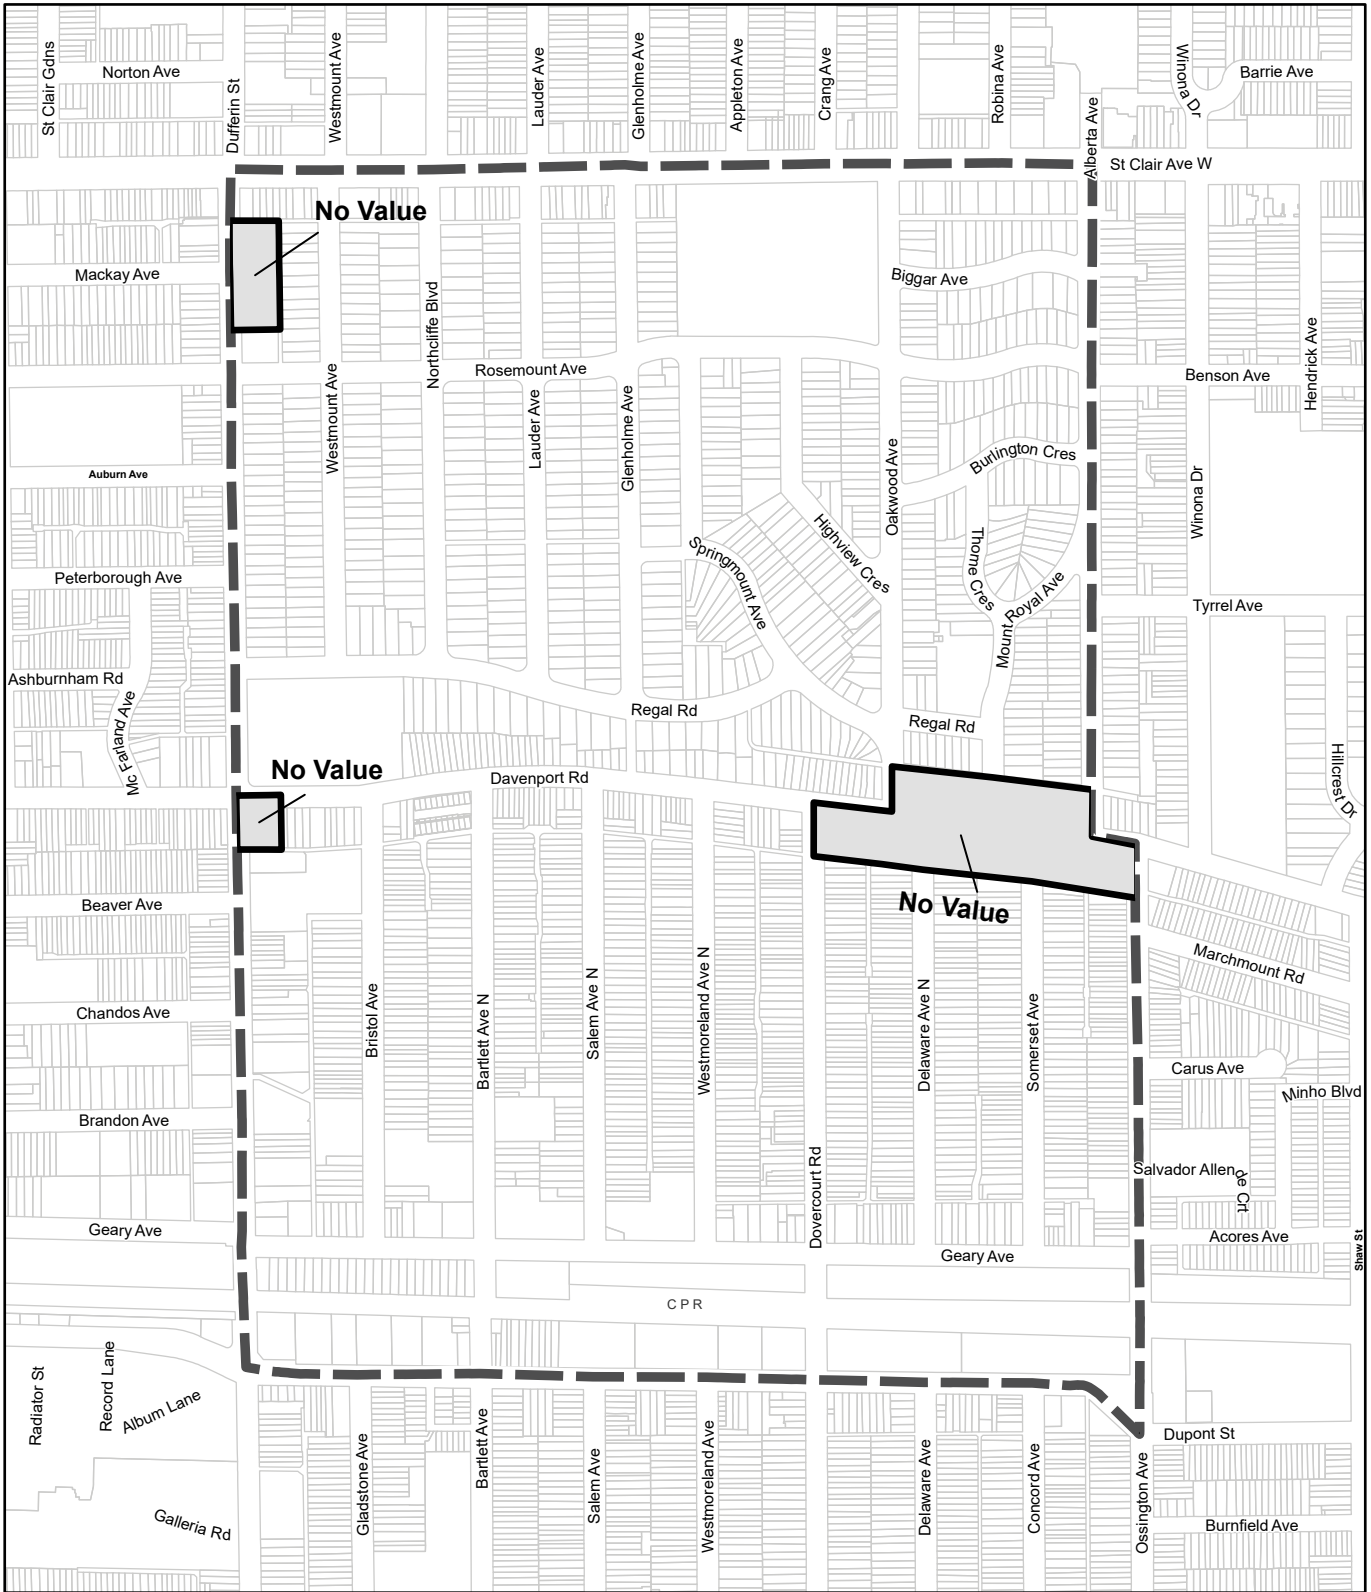 St Clair Gdns
Norton Ave
Dufferin St
Westmount Ave
Lauder Ave
Glenholme Ave
Appleton Ave
Crang Ave
Robina Ave
Alberta Ave
Winona Dr
Barrie Ave
St Clair Ave W
No Value
Mackay Ave
Northcliffe Blvd
Biggar Ave
Hendrick Ave
Rosemount Ave
Benson Ave
Westmount Ave
Lauder Ave
Glenholme Ave
Oakwood Ave
Burlington Cres
Auburn Ave
Winona Dr
Highview Cres
Springmount Ave
Thorne Cres
Peterborough Ave
Mount Royal Ave
Tyrrel Ave
Ashburnham Rd
Mc Farland Ave
Regal Rd
Regal Rd
Hillcrest Dr
No Value
Davenport Rd
Beaver Ave
No Value
Marchmount Rd
Chandos Ave
Bristol Ave
Bartlett Ave N
Salem Ave N
Westmoreland Ave N
Delaware Ave N
Somerset Ave
Carus Ave
Minho Blvd
Brandon Ave
Dovercourt Rd
Salvador Allende Crt
Geary Ave
Geary Ave
Acores Ave
Shaw St
C P R
Radiator St
Record Lane
Album Lane
Gladstone Ave
Bartlett Ave
Salem Ave
Westmoreland Ave
Delaware Ave
Concord Ave
Ossington Ave
Dupont St
Galleria Rd
Burnfield Ave